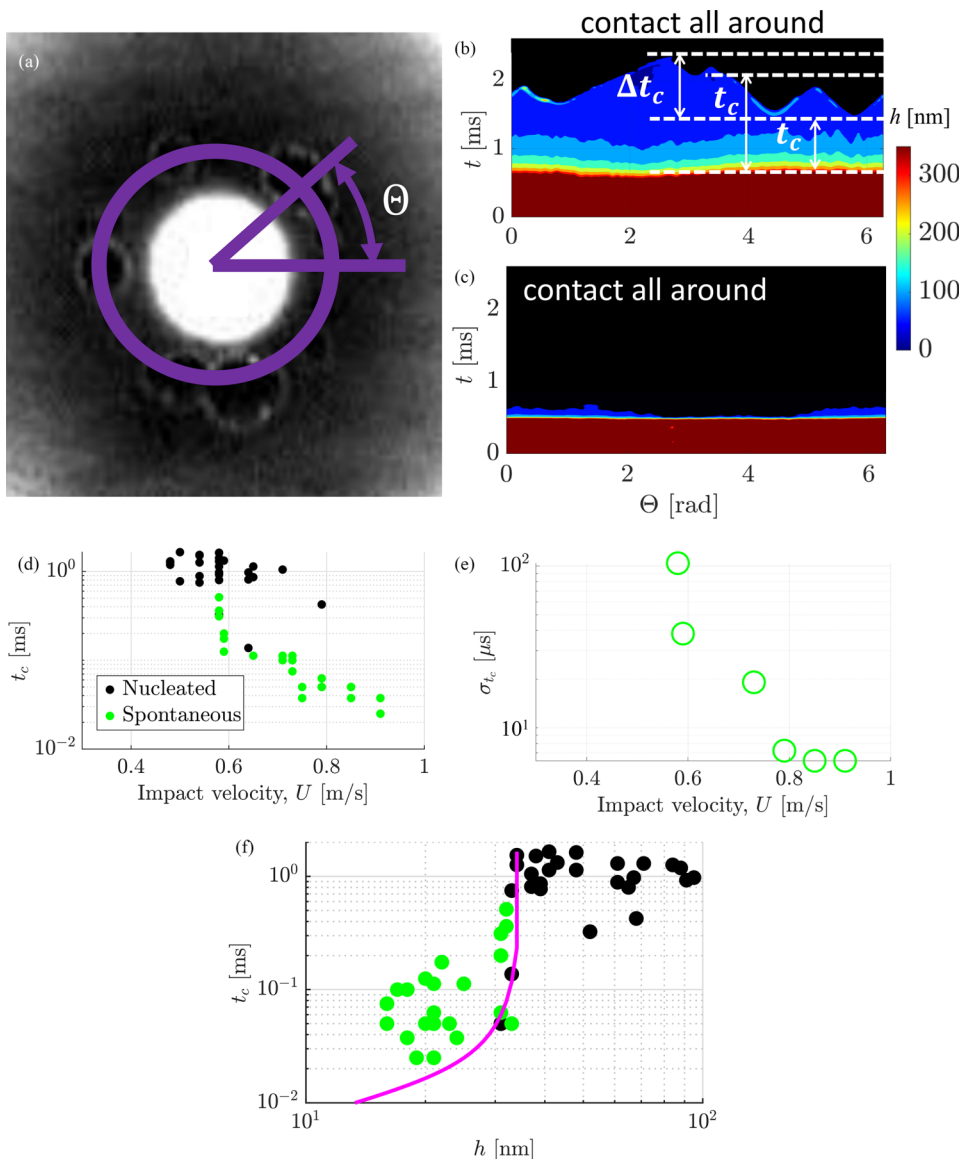 (a)
Θ
(b)
contact all around
Δt_c
t_c
t_c
t [ms]
2
1
0
0
2
4
6
h [nm]
300
200
100
0
(c)
contact all around
t [ms]
2
1
0
0
2
4
6
Θ [rad]
(d)
t_c [ms]
10^0
10^-2
Nucleated
Spontaneous
0.4
0.6
0.8
1
Impact velocity, U [m/s]
(e)
σ_{t_c} [μs]
10^2
10^1
0.4
0.6
0.8
1
Impact velocity, U [m/s]
(f)
t_c [ms]
10^0
10^-1
10^-2
10^1
10^2
h [nm]